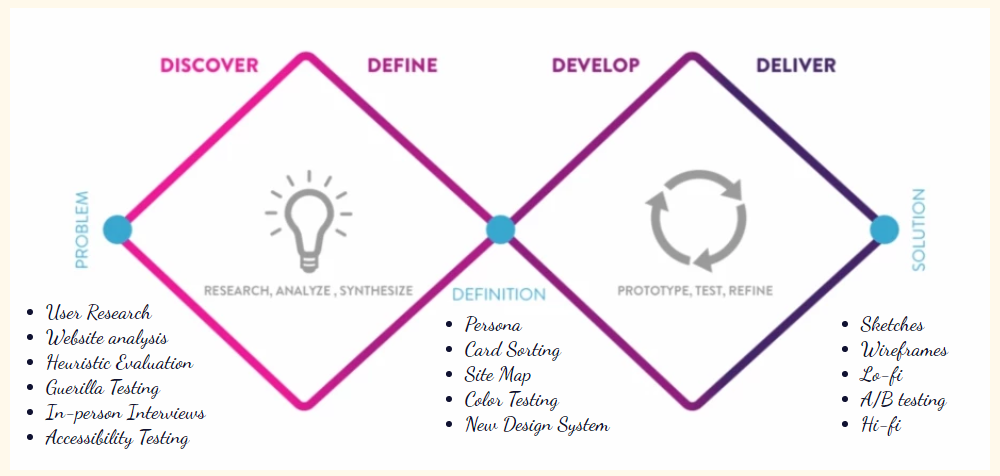 DISCOVER
DEFINE
DEVELOP
DELIVER
PROBLEM
SOLUTION
RESEARCH, ANALYZE , SYNTHESIZE
DEFINITION
PROTOTYPE, TEST, REFINE
• User Research
• Website analysis
• Heuristic Evaluation
• Guerilla Testing
• In-person Interviews
• Accessibility Testing
• Persona
• Card Sorting
• Site Map
• Color Testing
• New Design System
• Sketches
• Wireframes
• Lo-fi
• A/B testing
• Hi-fi